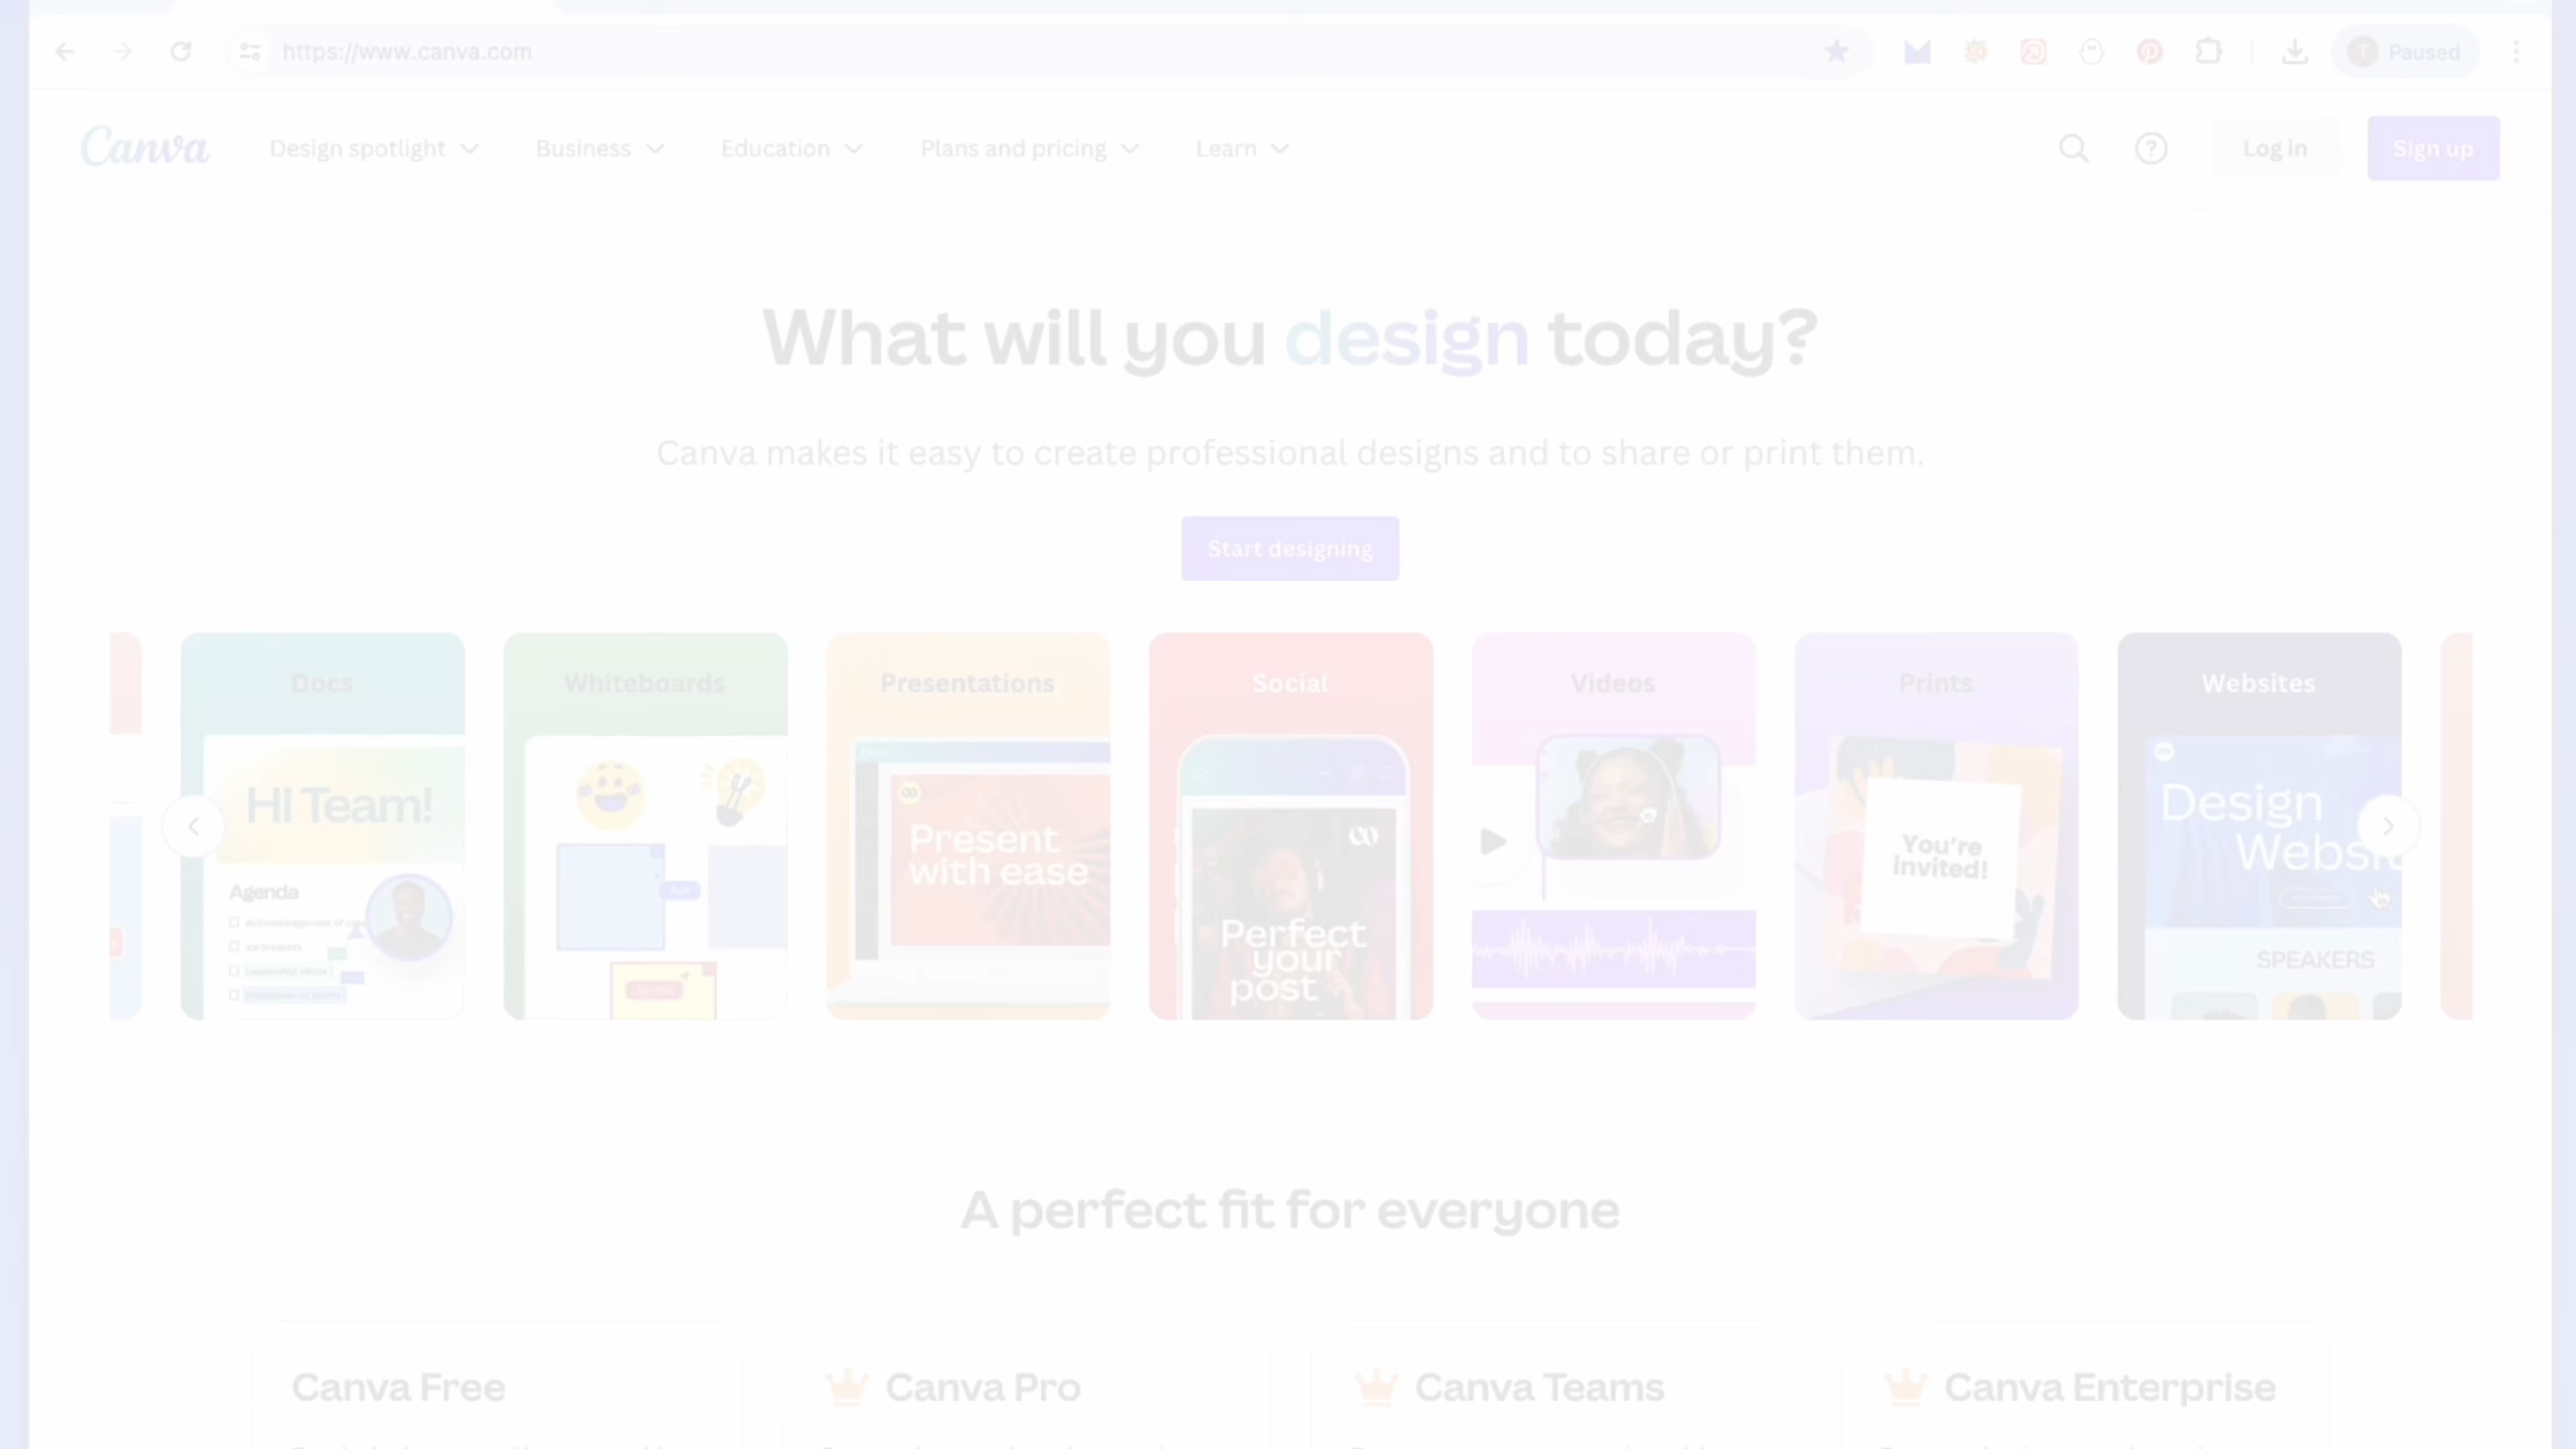 https://www.canva.com
Paused
Canva
Design spotlight
Business
Education
Plans and pricing
Learn
Log in
Sign up
What will you design today?
Canva makes it easy to create professional designs and to share or print them.
Start designing
Docs
Hi Team!
Agenda
Whiteboards
Presentations
Present
with ease
Social
Perfect
your
post
Videos
Prints
You're
invited!
Websites
Design
SPEAKERS
A perfect fit for everyone
Canva Free
Canva Pro
Canva Teams
Canva Enterprise